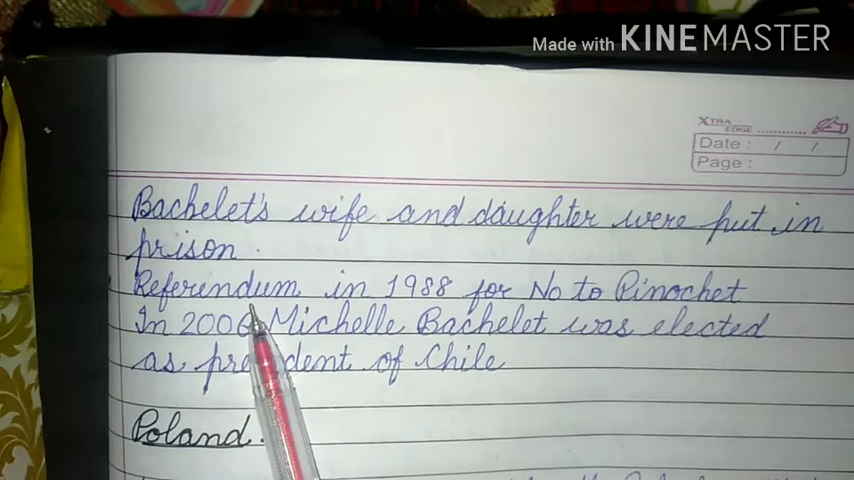 Made with KINEMASTER
XTRA EDGE
Date : / /
Page :
Bachelet's wife and daughter were put in
prison.
Referendum in 1988 for No to Pinochet
In 2006 Michelle Bachelet was elected
as president of Chile
Poland.